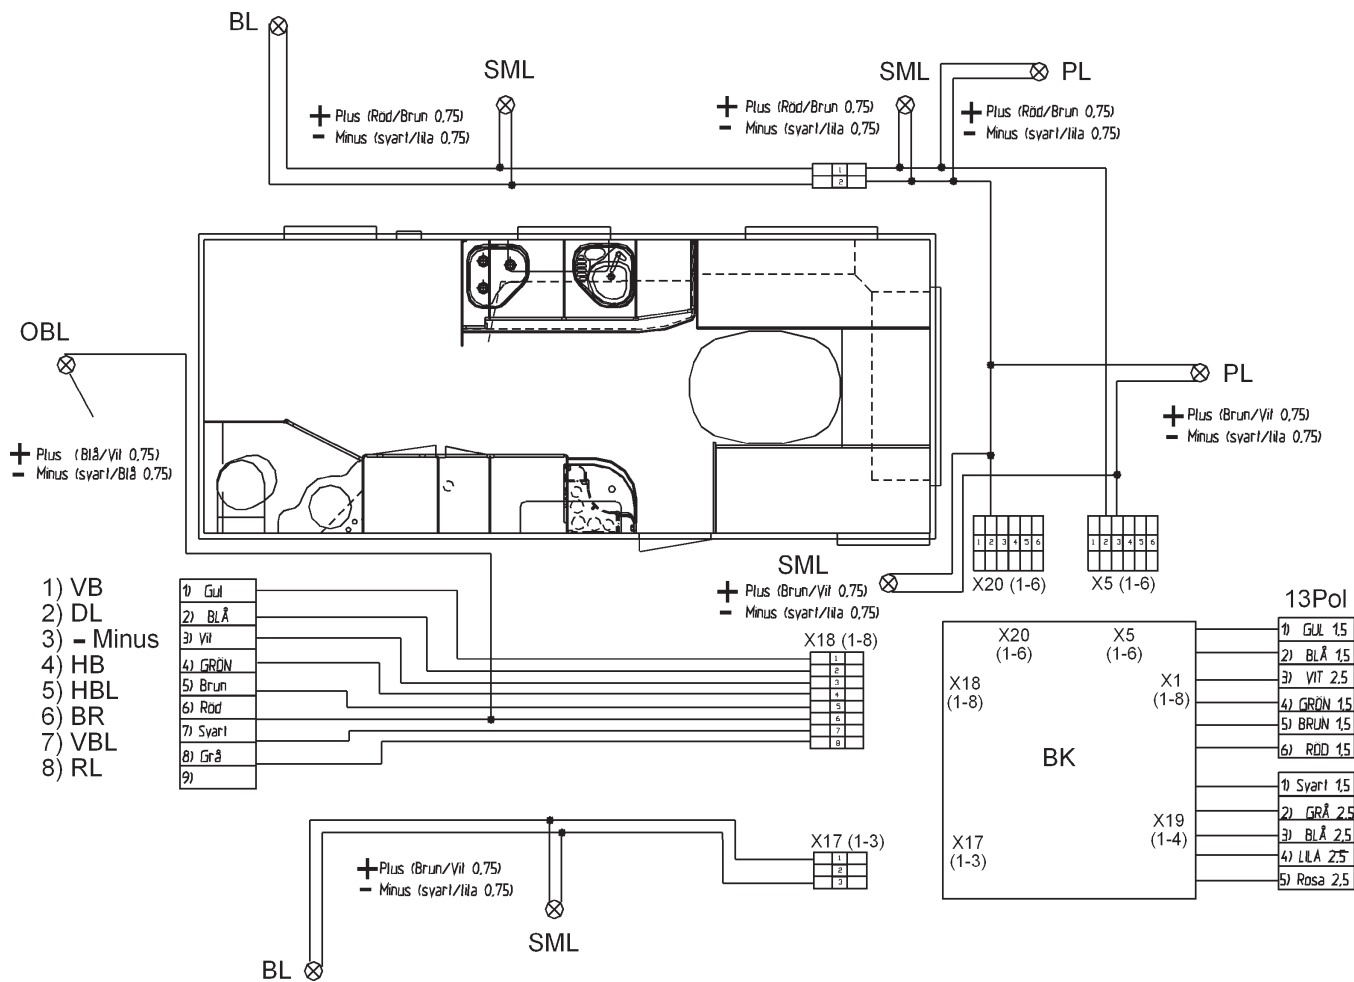 BL
SML
SML
PL
+ Plus (Röd/Brun 0,75)
- Minus (svart/lila 0,75)
+ Plus (Röd/Brun 0,75)
- Minus (svart/lila 0,75)
+ Plus (Röd/Brun 0,75)
- Minus (svart/lila 0,75)
1
2
OBL
+ Plus (Blå/Vit 0,75)
- Minus (svart/Blå 0,75)
PL
+ Plus (Brun/Vit 0,75)
- Minus (svart/lila 0,75)
1 2 3 4 5 6
X20 (1-6)
1 2 3 4 5 6
X5 (1-6)
SML
+ Plus (Brun/Vit 0,75)
- Minus (svart/lila 0,75)
1) VB
2) DL
3) - Minus
4) HB
5) HBL
6) BR
7) VBL
8) RL
1) Gul
2) BLÅ
3) Vit
4) GRÖN
5) Brun
6) Röd
7) Svart
8) Grå
9)
X18 (1-8)
1
2
3
4
5
6
7
8
X17 (1-3)
1
2
3
+ Plus (Brun/Vit 0,75)
- Minus (svart/lila 0,75)
SML
BL
X20
(1-6)
X5
(1-6)
X18
(1-8)
X1
(1-8)
BK
X17
(1-3)
X19
(1-4)
13Pol
1) GUL 1,5
2) BLÅ 1,5
3) VIT 2,5
4) GRÖN 1,5
5) BRUN 1,5
6) RÖD 1,5
1) Svart 1,5
2) GRÅ 2,5
3) BLÅ 2,5
4) LILA 2,5
5) Rosa 2,5